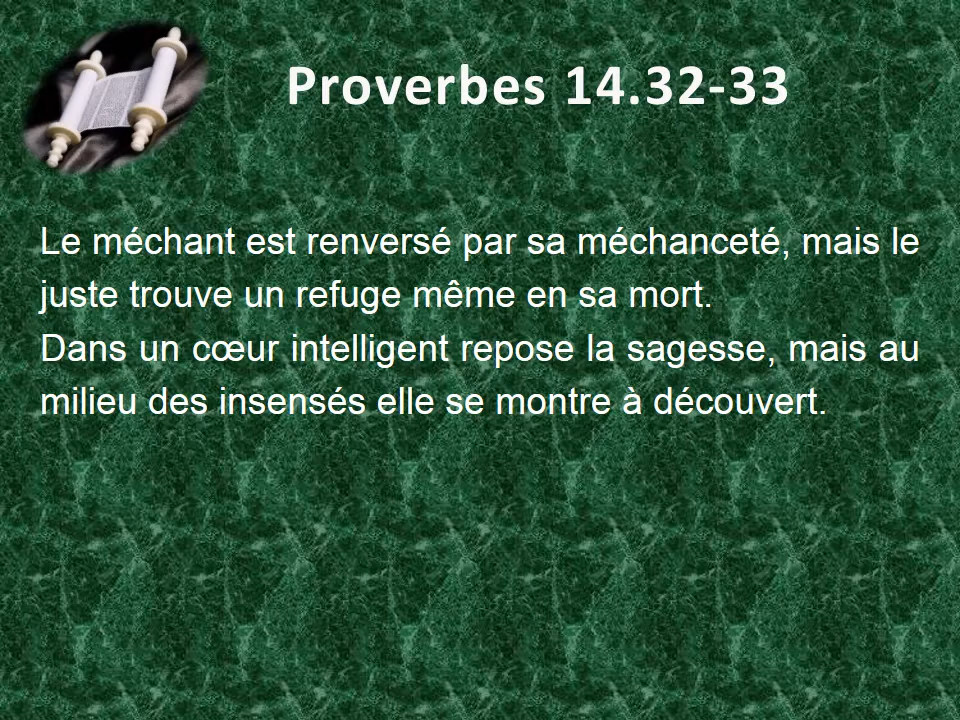 Proverbes 14.32-33
Le méchant est renversé par sa méchanceté, mais le
juste trouve un refuge même en sa mort.
Dans un cœur intelligent repose la sagesse, mais au
milieu des insensés elle se montre à découvert.